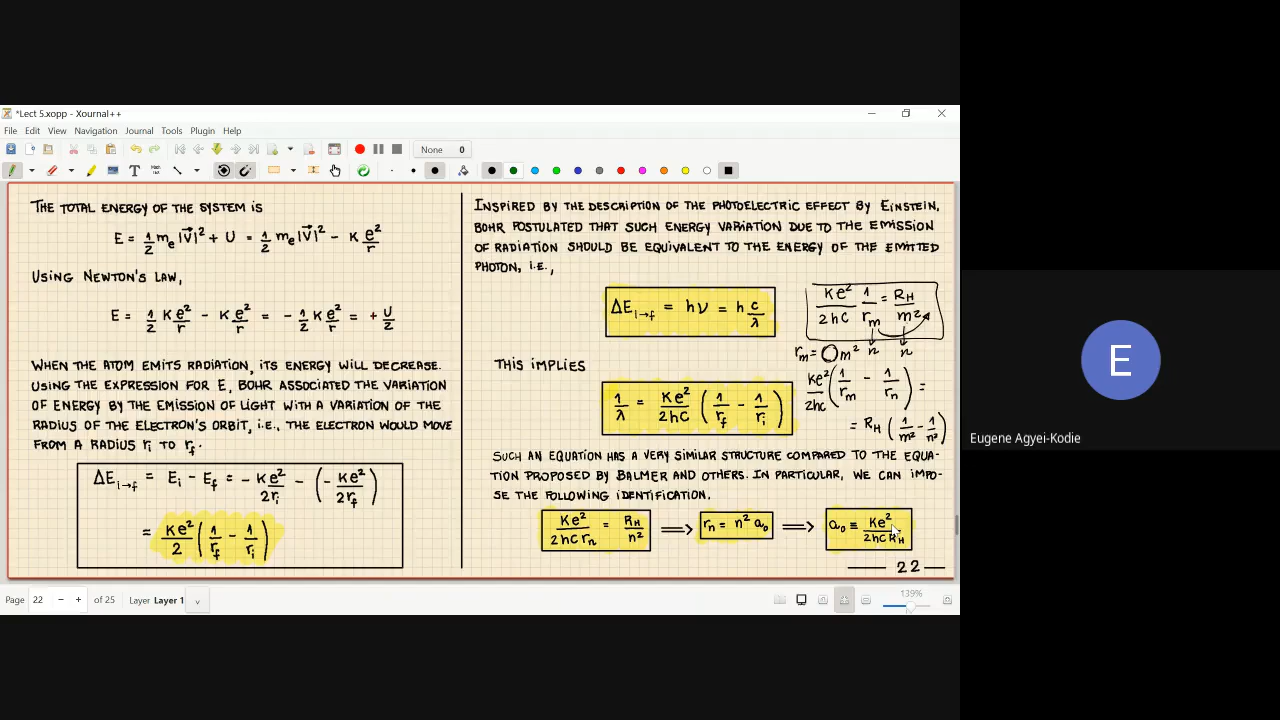 *Lect 5.xopp - Xournal++
File Edit View Navigation Journal Tools Plugin Help
None 0
THE TOTAL ENERGY OF THE SYSTEM IS
E = 1/2 me|V⃗|² + U = 1/2 me|V⃗|² - K e²/r
USING NEWTON'S LAW,
E = 1/2 K e²/r - K e²/r = - 1/2 K e²/r = + U/2
WHEN THE ATOM EMITS RADIATION, ITS ENERGY WILL DECREASE.
USING THE EXPRESSION FOR E, BOHR ASSOCIATED THE VARIATION
OF ENERGY BY THE EMISSION OF LIGHT WITH A VARIATION OF THE
RADIUS OF THE ELECTRON'S ORBIT, I.E., THE ELECTRON WOULD MOVE
FROM A RADIUS ri TO rf.
ΔE i→f = Ei - Ef = - Ke²/2ri - (- Ke²/2rf)
≈ Ke²/2 (1/rf - 1/ri)
INSPIRED BY THE DESCRIPTION OF THE PHOTOELECTRIC EFFECT BY EINSTEIN,
BOHR POSTULATED THAT SUCH ENERGY VARIATION DUE TO THE EMISSION
OF RADIATION SHOULD BE EQUIVALENT TO THE ENERGY OF THE EMITTED
PHOTON, I.E.,
ΔE i→f = hν = h c/λ
Ke²/2hc 1/rm = RH/m²
rm = O m² n n
THIS IMPLIES
1/λ = Ke²/2hc (1/rf - 1/ri)
Ke²/2hc (1/rm - 1/rn) =
= RH (1/m² - 1/n²)
SUCH AN EQUATION HAS A VERY SIMILAR STRUCTURE COMPARED TO THE EQUA-
TION PROPOSED BY BALMER AND OTHERS. IN PARTICULAR, WE CAN IMPO-
SE THE FOLLOWING IDENTIFICATION.
Ke²/2hc rn = RH/n² ⟹ rn = n² a₀ ⟹ a₀ ≡ Ke²/2hcRH
22
Page 22 - + of 25 Layer Layer 1
139%
E
Eugene Agyei-Kodie